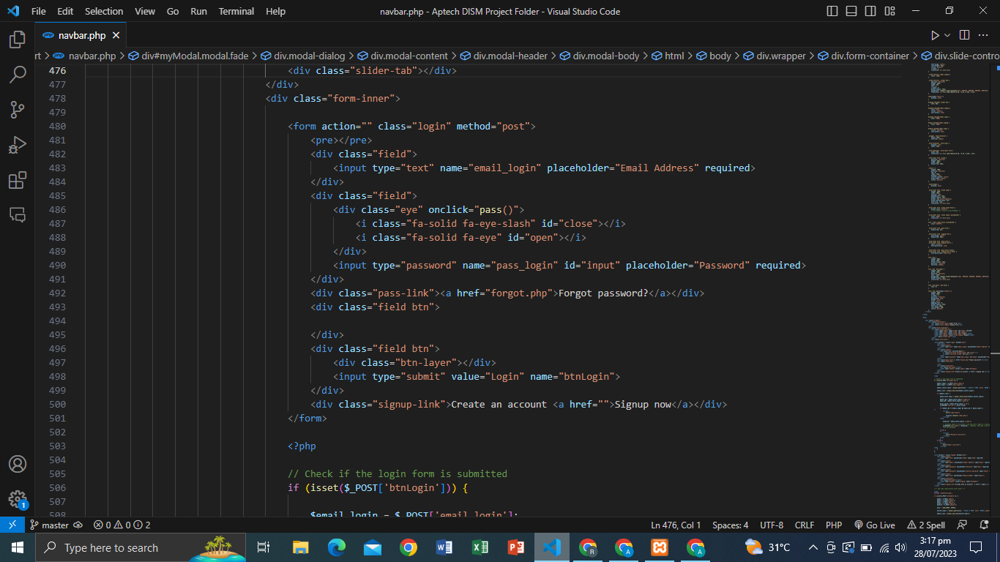 File Edit Selection View Go Run Terminal Help navbar.php - Aptech DISM Project Folder - Visual Studio Code
php navbar.php
rt > php navbar.php > div#myModal.modal.fade > div.modal-dialog > div.modal-content > div.modal-header > div.modal-body > html > body > div.wrapper > div.form-container > div.slide-contro
476 <div class="slider-tab"></div>
477 </div>
478 <div class="form-inner">
479
480 <form action="" class="login" method="post">
481 <pre></pre>
482 <div class="field">
483 <input type="text" name="email_login" placeholder="Email Address" required>
484 </div>
485 <div class="field">
486 <div class="eye" onclick="pass()">
487 <i class="fa-solid fa-eye-slash" id="close"></i>
488 <i class="fa-solid fa-eye" id="open"></i>
489 </div>
490 <input type="password" name="pass_login" id="input" placeholder="Password" required>
491 </div>
492 <div class="pass-link"><a href="forgot.php">Forgot password?</a></div>
493 <div class="field btn">
494
495 </div>
496 <div class="field btn">
497 <div class="btn-layer"></div>
498 <input type="submit" value="Login" name="btnLogin">
499 </div>
500 <div class="signup-link">Create an account <a href="">Signup now</a></div>
501 </form>
502
503 <?php
504
505 // Check if the login form is submitted
506 if (isset($_POST['btnLogin'])) {
507
508 $email_login = $_POST['email_login'];
1
master 0 0 2 Ln 476, Col 1 Spaces: 4 UTF-8 CRLF PHP Go Live 2 Spell
Type here to search 31°C 3:17 pm
28/07/2023